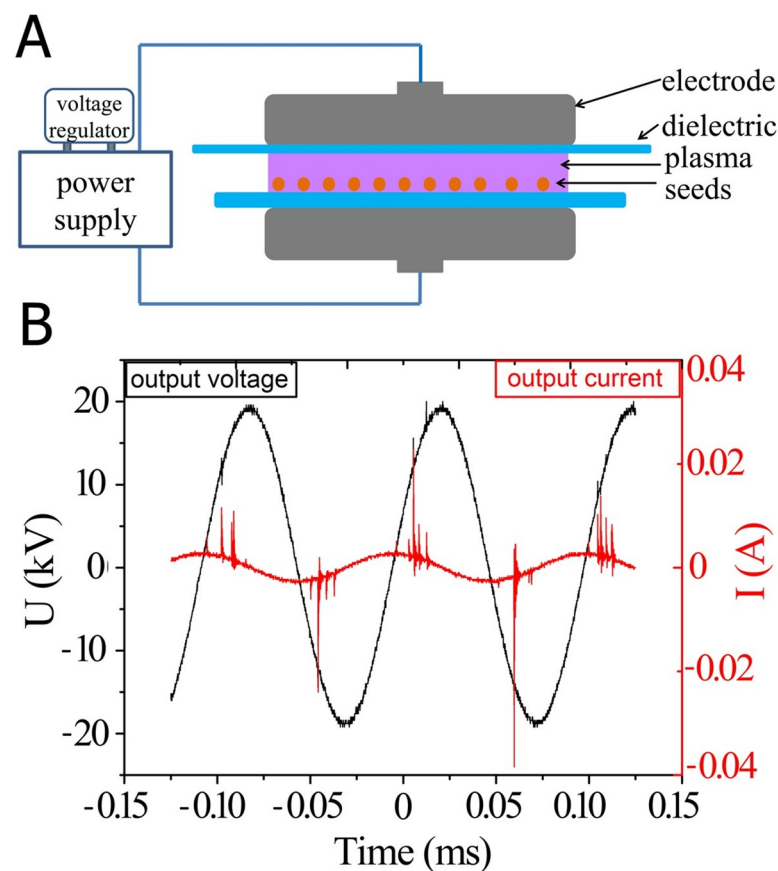 A
voltage
regulator
power
supply
electrode
dielectric
plasma
seeds
B
output voltage
output current
U (kV)
20
10
0
-10
-20
I (A)
0.04
0.02
0
-0.02
-0.04
-0.15
-0.10
-0.05
0
0.05
0.10
0.15
Time (ms)